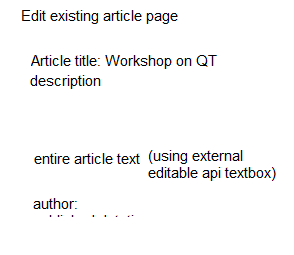 Edit existing article page
Article title: Workshop on QT
description
entire article text (using external
editable api textbox)
author: